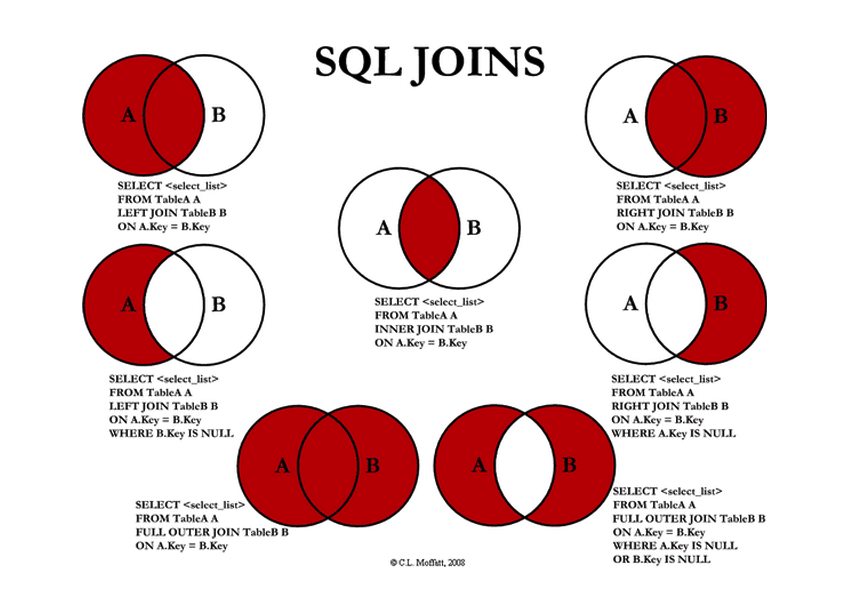 SQL JOINS
A B
SELECT <select_list>
FROM TableA A
LEFT JOIN TableB B
ON A.Key = B.Key
A B
SELECT <select_list>
FROM TableA A
RIGHT JOIN TableB B
ON A.Key = B.Key
A B
SELECT <select_list>
FROM TableA A
INNER JOIN TableB B
ON A.Key = B.Key
A B
SELECT <select_list>
FROM TableA A
LEFT JOIN TableB B
ON A.Key = B.Key
WHERE B.Key IS NULL
A B
SELECT <select_list>
FROM TableA A
RIGHT JOIN TableB B
ON A.Key = B.Key
WHERE A.Key IS NULL
A B
SELECT <select_list>
FROM TableA A
FULL OUTER JOIN TableB B
ON A.Key = B.Key
A B
SELECT <select_list>
FROM TableA A
FULL OUTER JOIN TableB B
ON A.Key = B.Key
WHERE A.Key IS NULL
OR B.Key IS NULL
© C.L. Moffatt, 2008